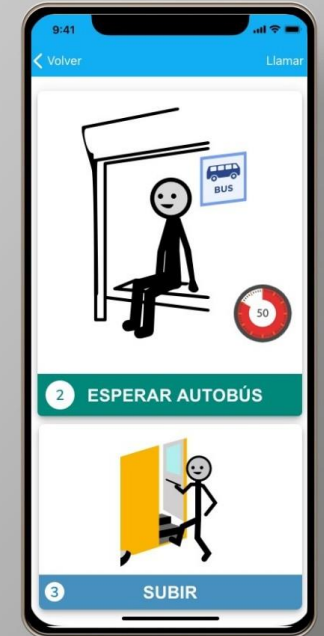 9:41
Volver
Llamar
BUS
50
2 ESPERAR AUTOBÚS
3 SUBIR